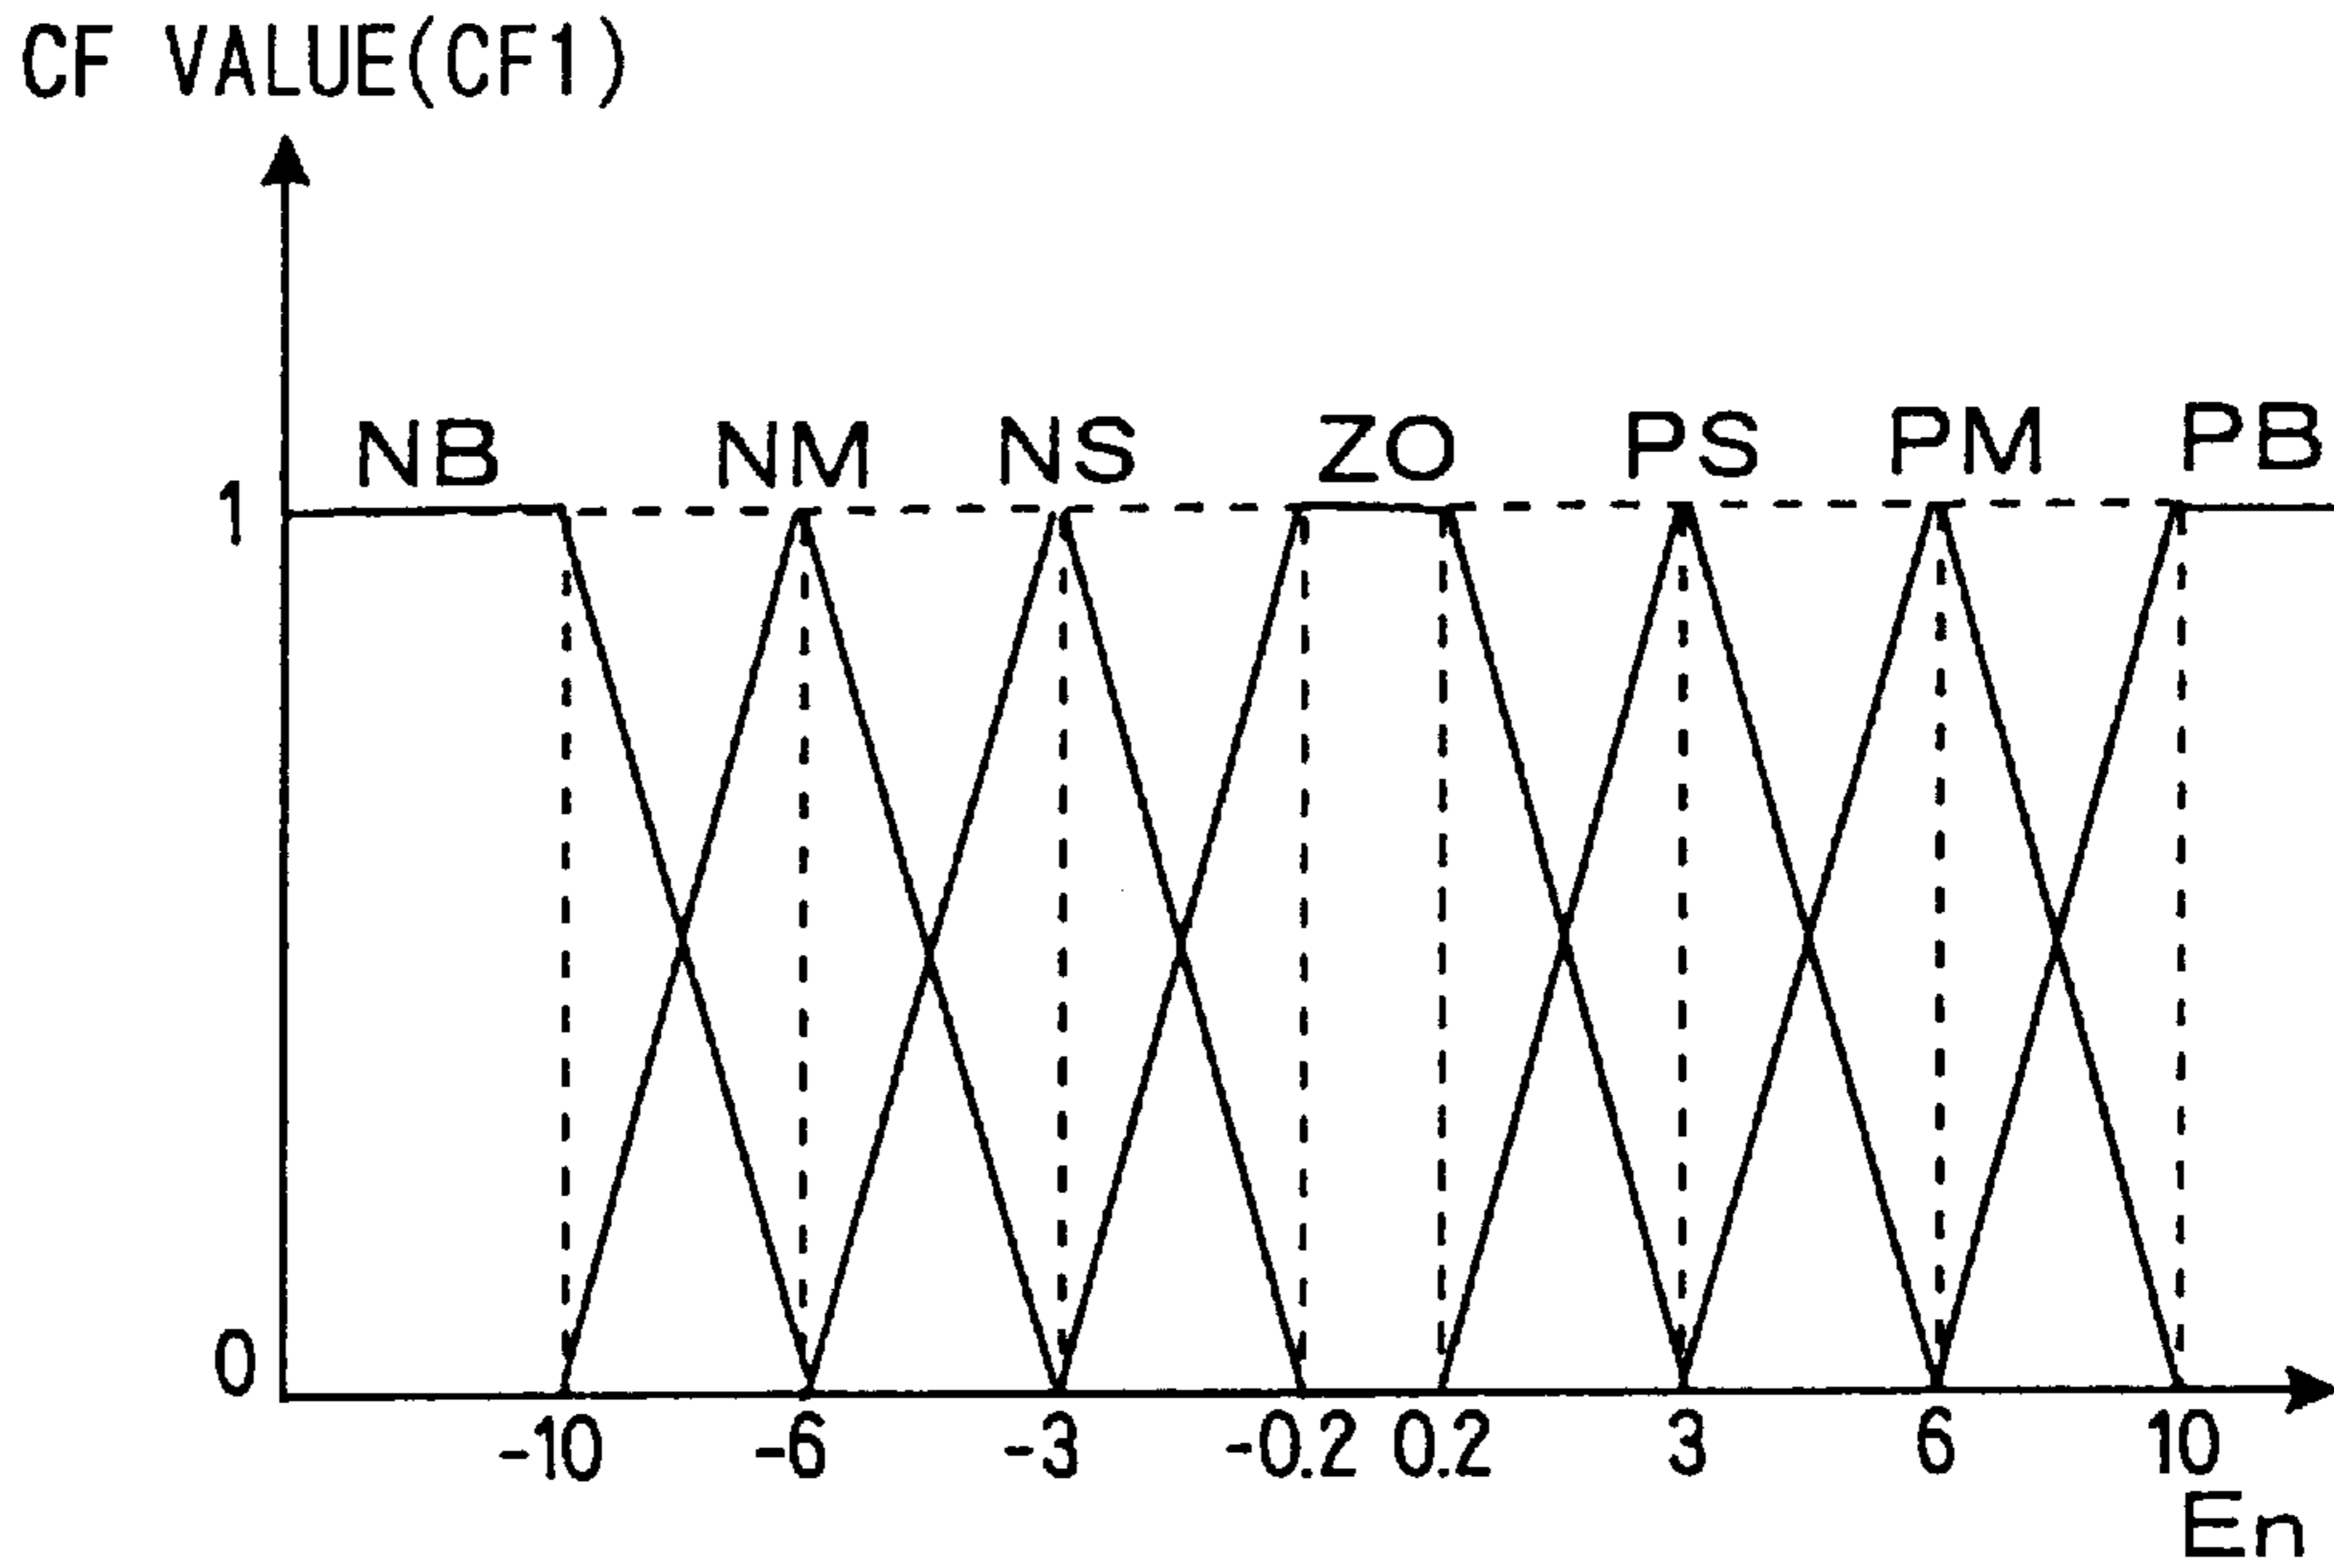 CF VALUE(CF1)
NB NM NS ZO PS PM PB
1
0
-10 -6 -3 -0.2 0.2 3 6 10
En